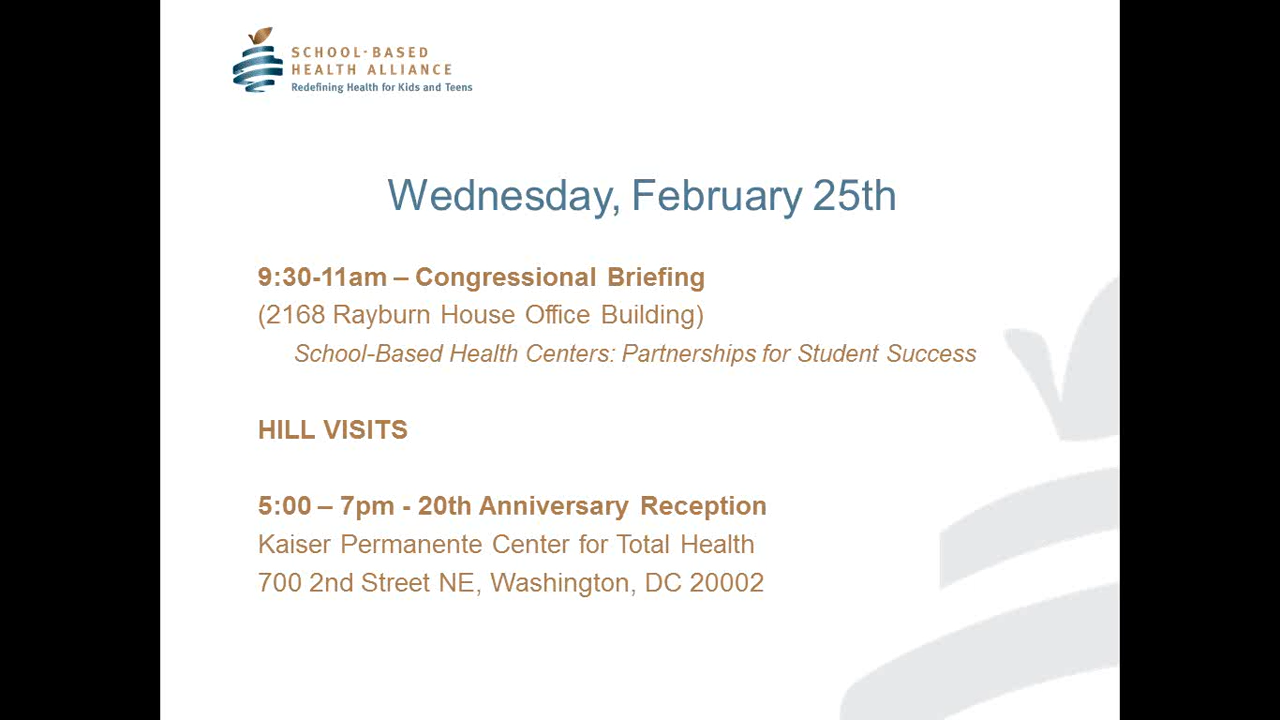 SCHOOL-BASED
HEALTH ALLIANCE
Redefining Health for Kids and Teens
Wednesday, February 25th
9:30-11am – Congressional Briefing
(2168 Rayburn House Office Building)
School-Based Health Centers: Partnerships for Student Success
HILL VISITS
5:00 – 7pm - 20th Anniversary Reception
Kaiser Permanente Center for Total Health
700 2nd Street NE, Washington, DC 20002